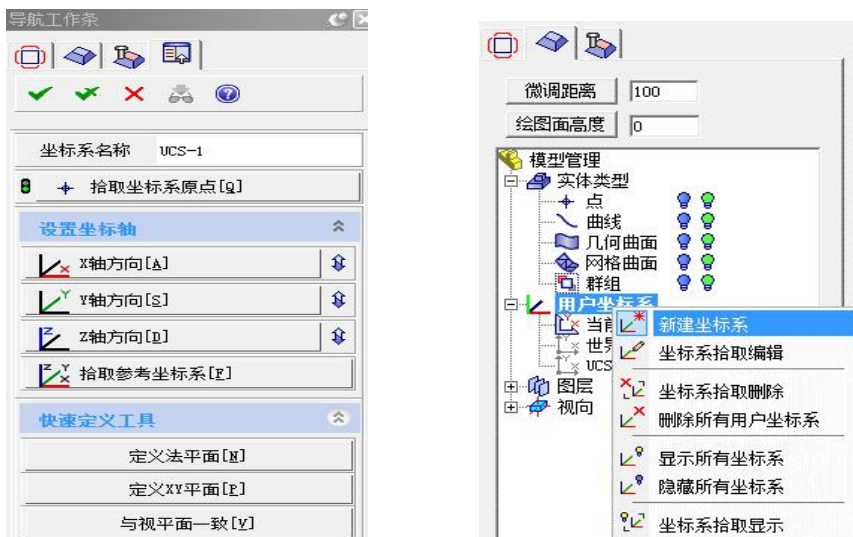 导航工作条
坐标系名称 UCS-1
拾取坐标系原点[Q]
设置坐标轴
X轴方向[A]
Y轴方向[S]
Z轴方向[D]
拾取参考坐标系[F]
快速定义工具
定义法平面[N]
定义XY平面[P]
与视平面一致[V]
微调距离 100
绘图面高度 0
模型管理
实体类型
点
曲线
几何曲面
网格曲面
群组
用户坐标系
当前
世界
UCS
图层
视向
新建坐标系
坐标系拾取编辑
坐标系拾取删除
删除所有用户坐标系
显示所有坐标系
隐藏所有坐标系
坐标系拾取显示